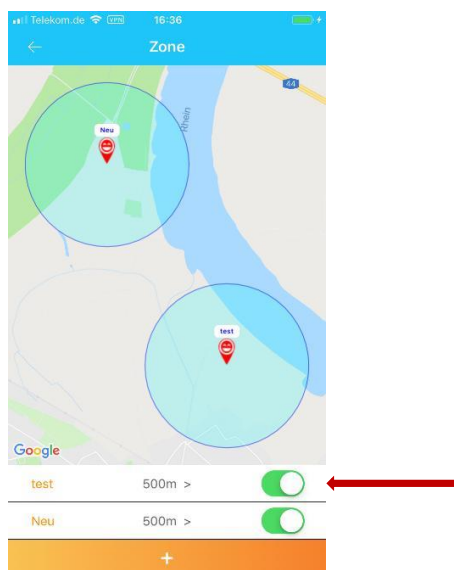 Telekom.de VPN 16:36
Zone
44
Neu
Rhein
test
Google
test 500m >
Neu 500m >
+